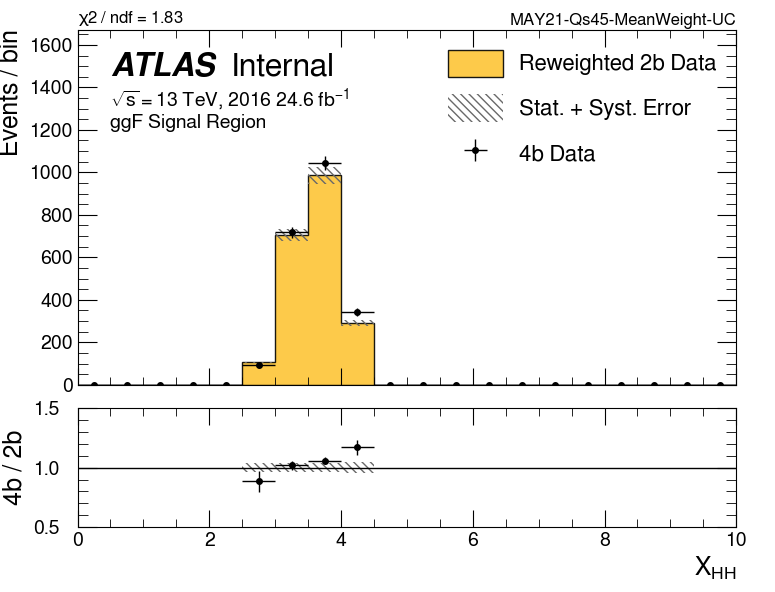 χ² / ndf = 1.83
MAY21-Qs45-MeanWeight-UC
ATLAS Internal
√s = 13 TeV, 2016 24.6 fb⁻¹
ggF Signal Region
Reweighted 2b Data
Stat. + Syst. Error
4b Data
Events / bin
1600
1400
1200
1000
800
600
400
200
0
4b / 2b
1.5
1.0
0.5
0 2 4 6 8 10
X_HH